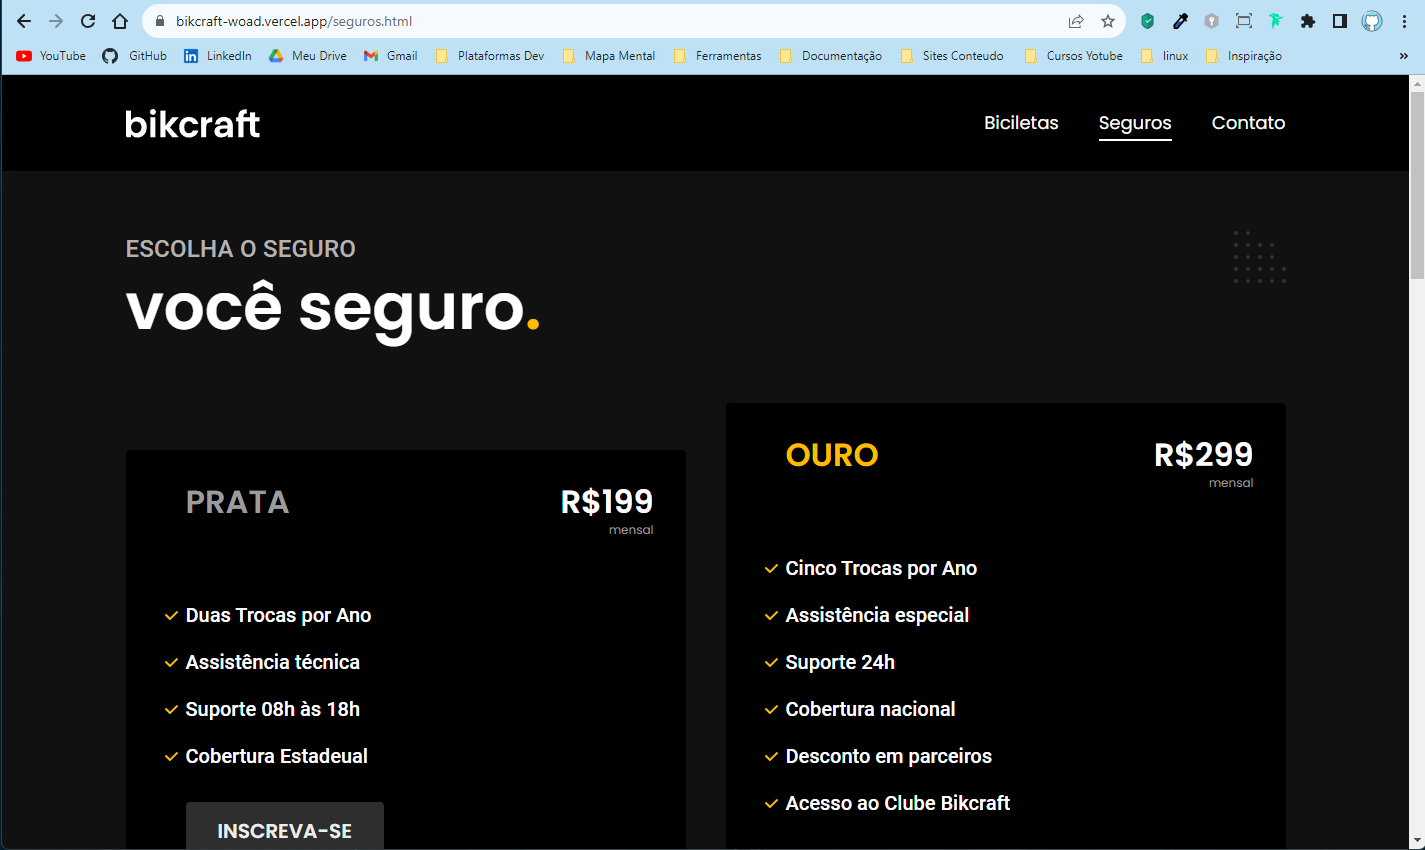 bikcraft-woad.vercel.app/seguros.html
YouTube GitHub LinkedIn Meu Drive Gmail Plataformas Dev Mapa Mental Ferramentas Documentação Sites Conteudo Cursos Yotube linux Inspiração »
bikcraft Biciletas Seguros Contato
ESCOLHA O SEGURO
você seguro.
PRATA R$199
mensal
Duas Trocas por Ano
Assistência técnica
Suporte 08h às 18h
Cobertura Estadeual
INSCREVA-SE
OURO R$299
mensal
Cinco Trocas por Ano
Assistência especial
Suporte 24h
Cobertura nacional
Desconto em parceiros
Acesso ao Clube Bikcraft